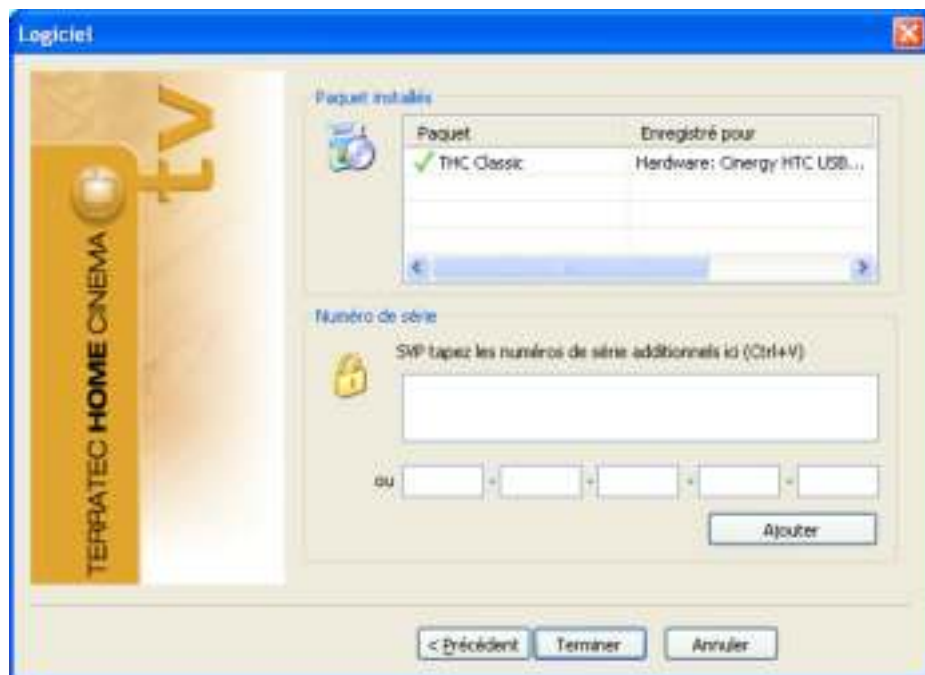 Logiciel
tv
TERRATEC HOME CINEMA
Paquet installés
Paquet Enregistré pour
THC Classic Hardware: Cinergy HTC USB...
Numéro de série
SVP tapez les numéros de série additionnels ici (Ctrl+V)
ou - - - -
Ajouter
< Précédent Terminer Annuler